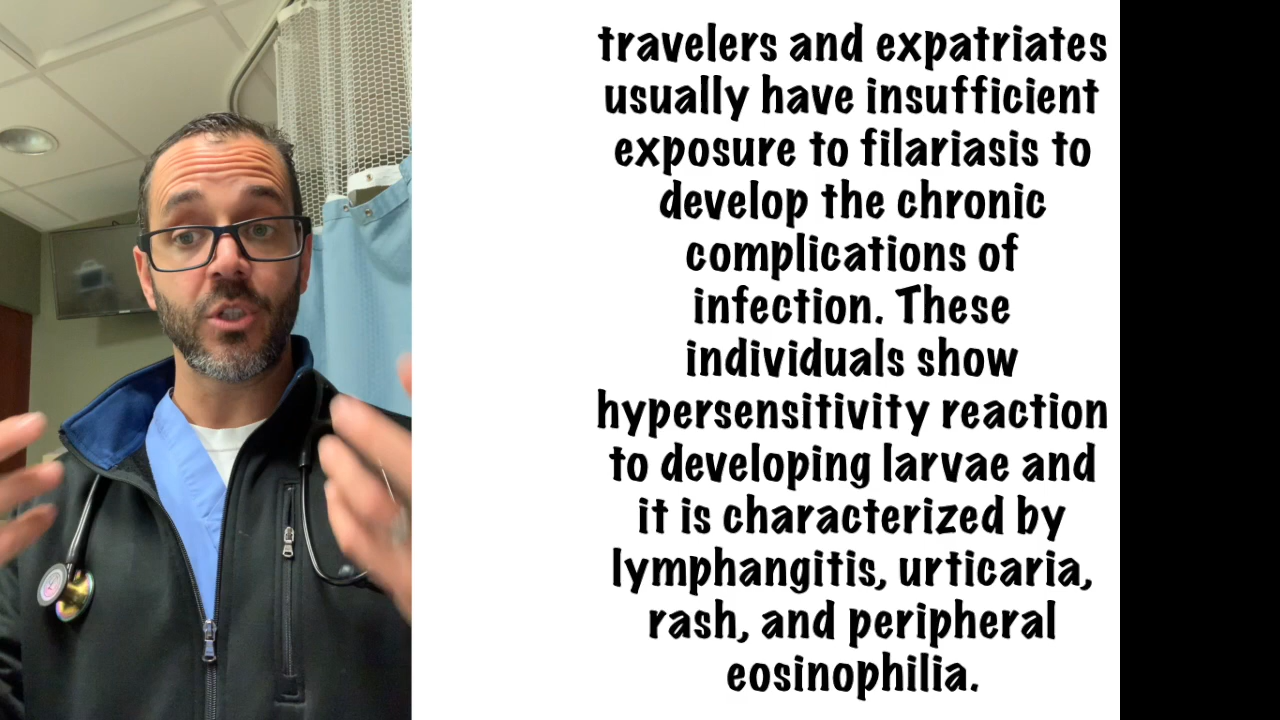 travelers and expatriates
usually have insufficient
exposure to filariasis to
develop the chronic
complications of
infection. These
individuals show
hypersensitivity reaction
to developing larvae and
it is characterized by
lymphangitis, urticaria,
rash, and peripheral
eosinophilia.